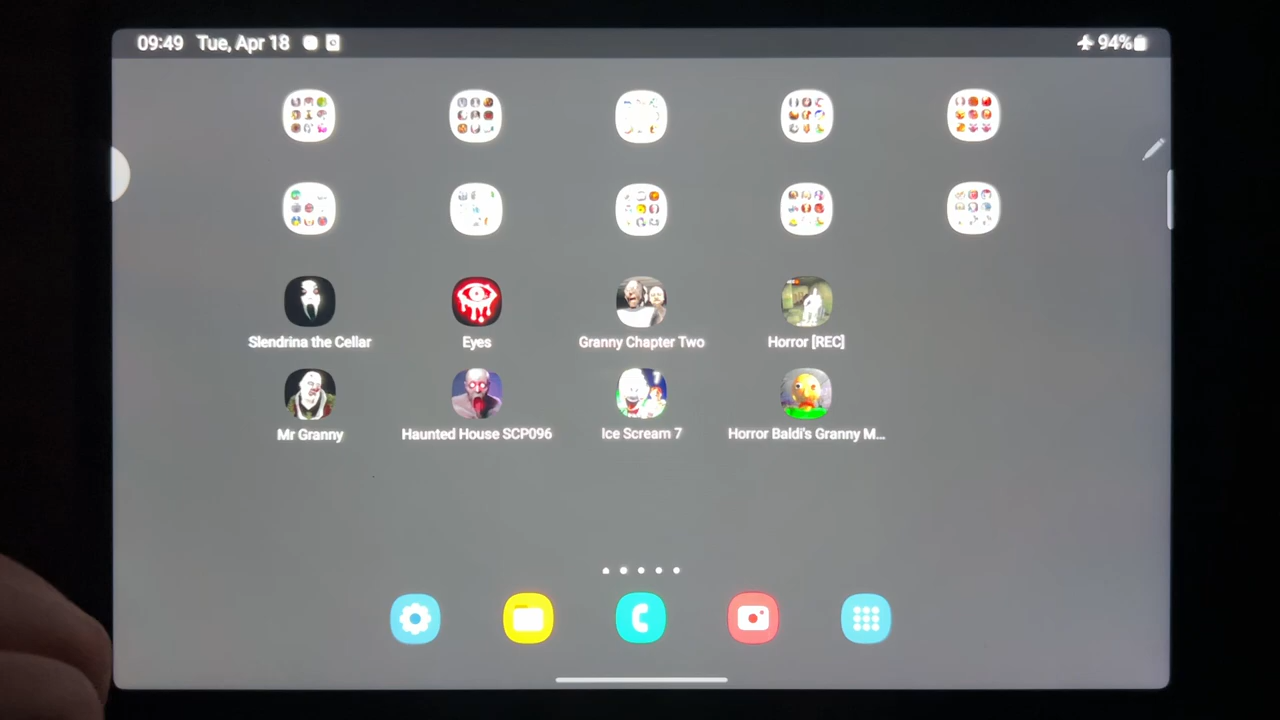 09:49 Tue, Apr 18
94%
Slendrina the Cellar
Eyes
Granny Chapter Two
Horror [REC]
Mr Granny
Haunted House SCP096
Ice Scream 7
Horror Baldi's Granny M...